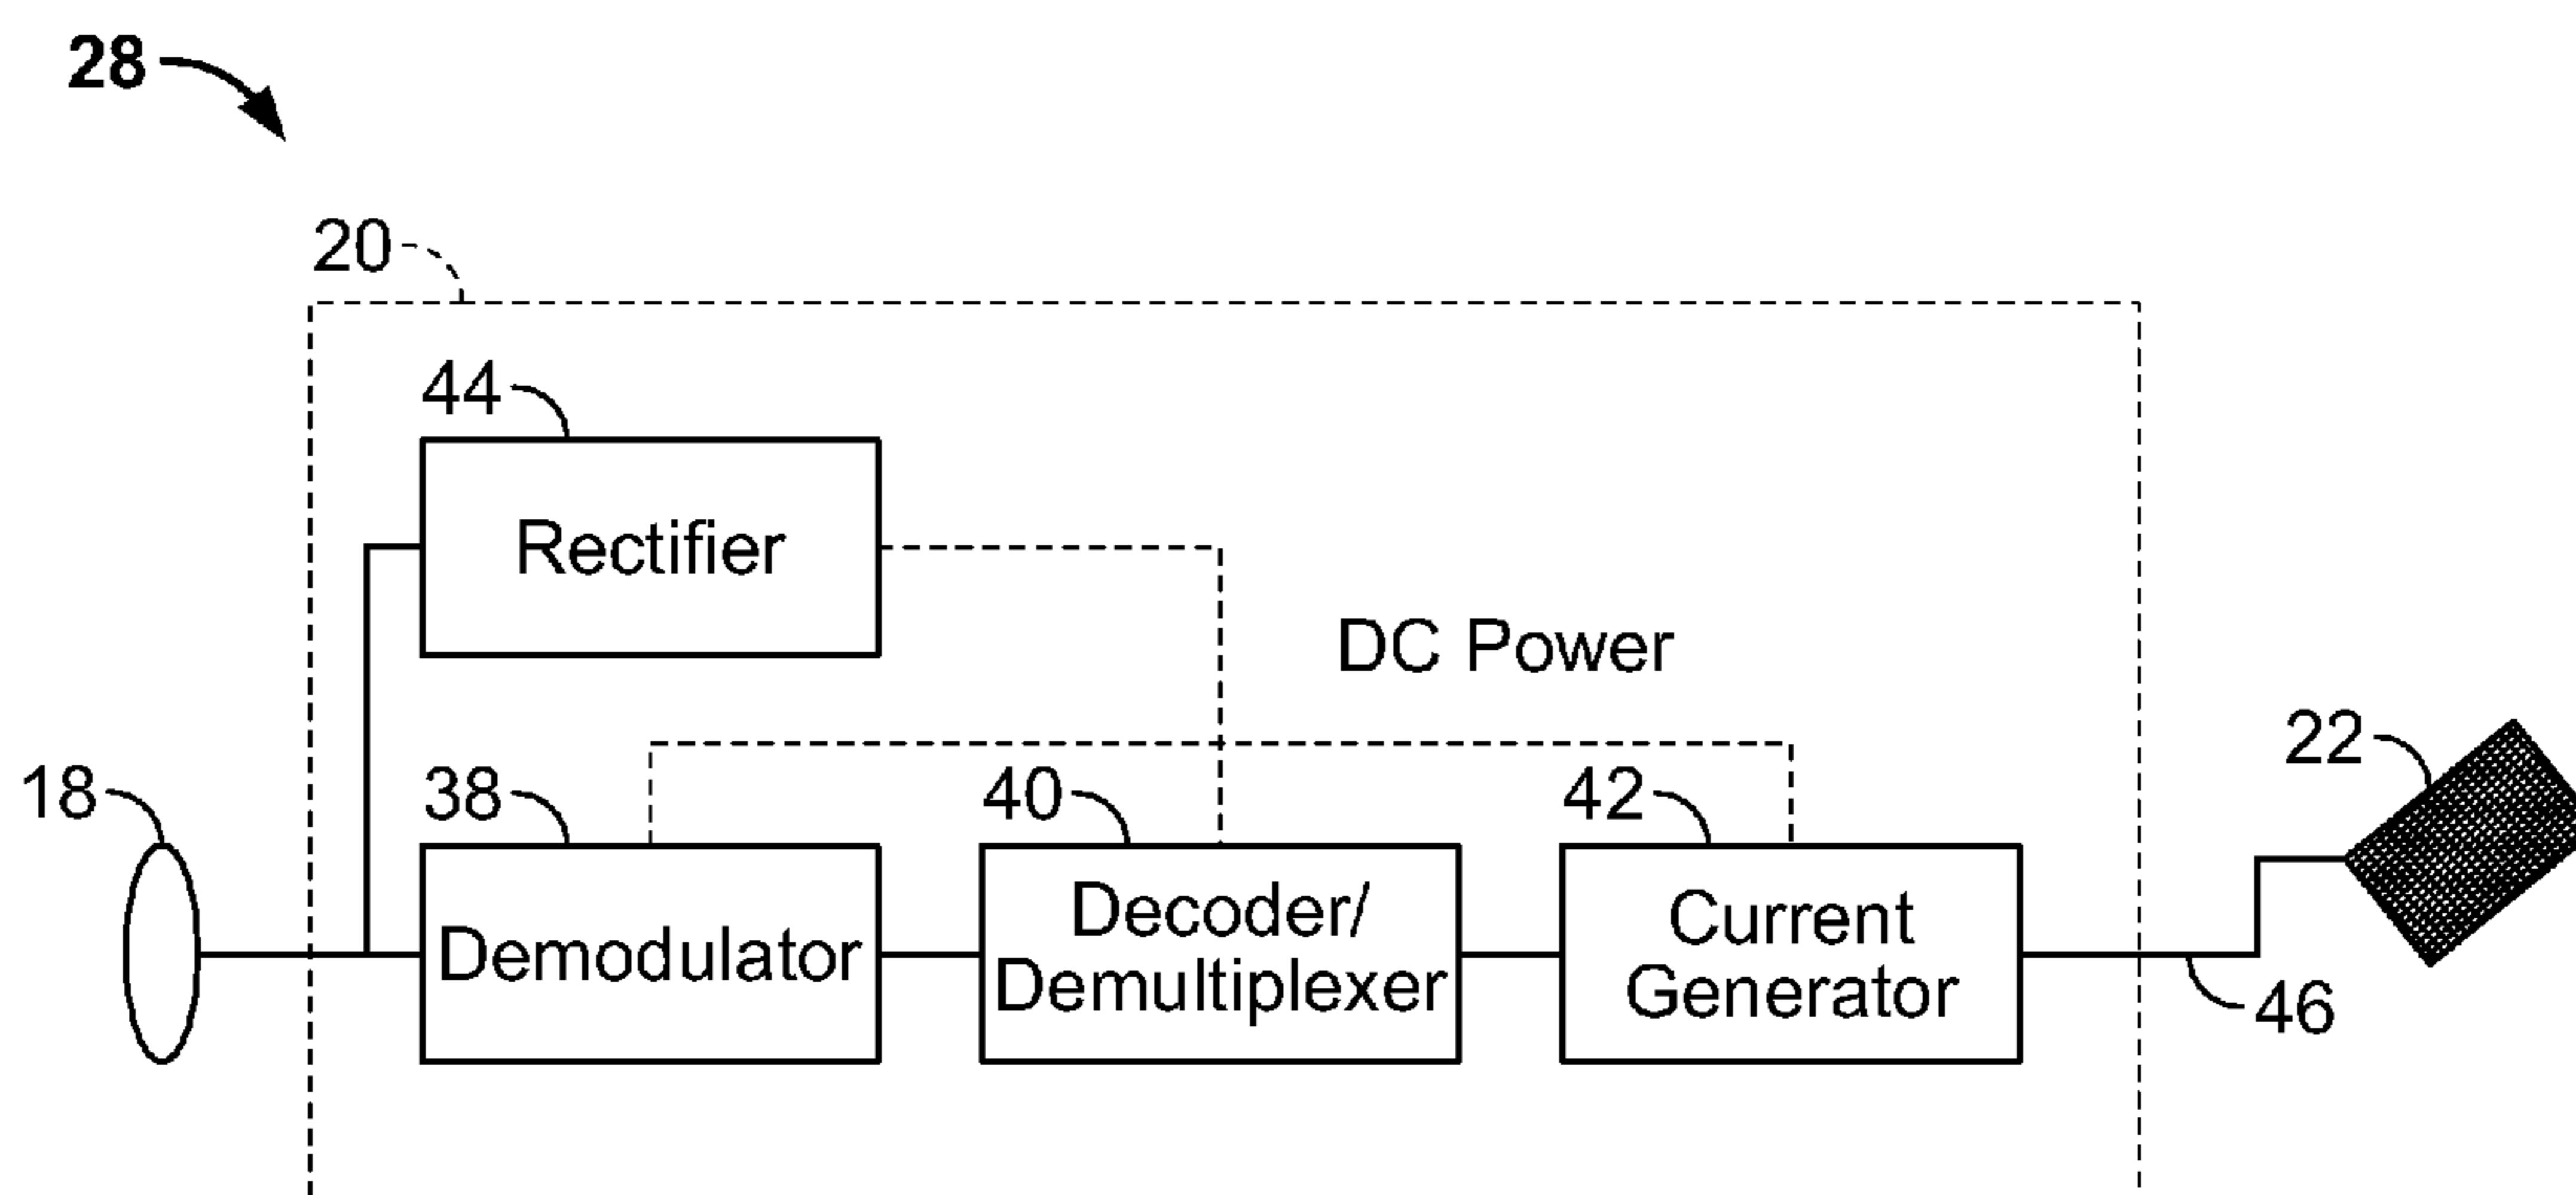 28
20
44
Rectifier
DC Power
22
18
38
40
42
Demodulator
Decoder/
Demultiplexer
Current
Generator
46